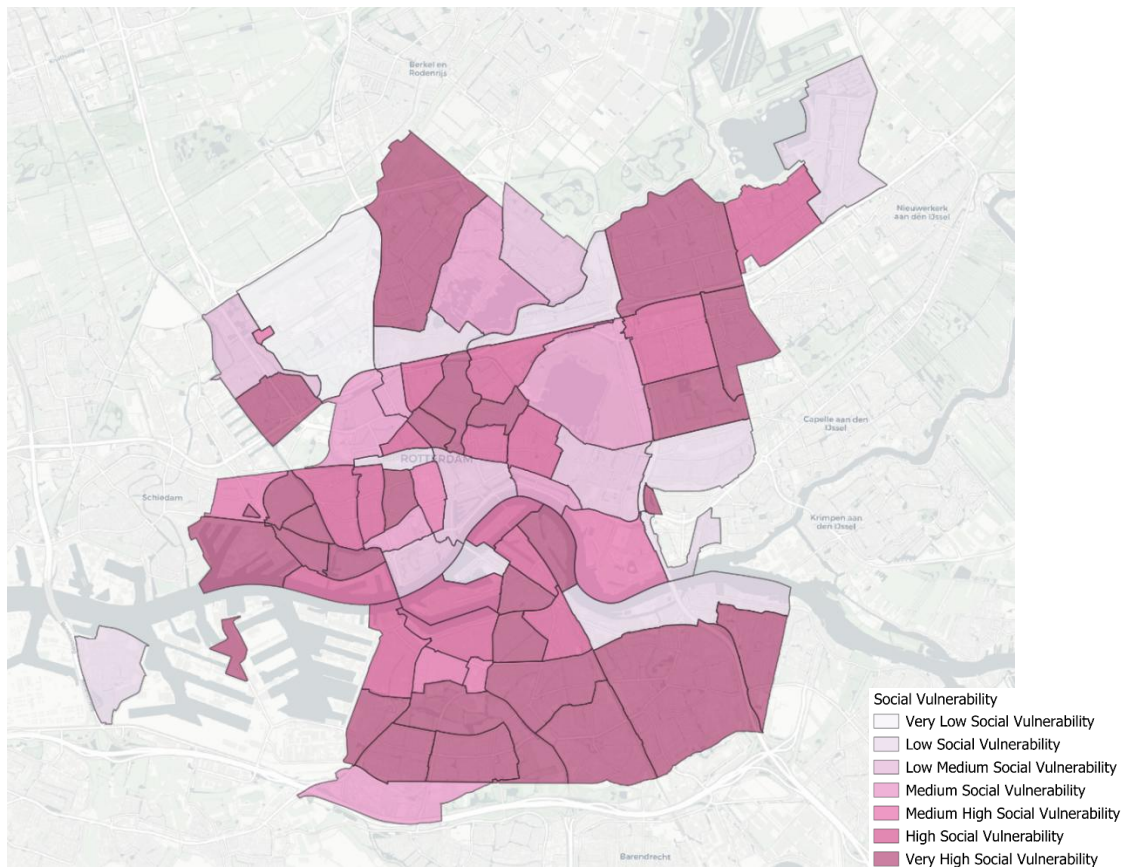 Berkel en
Rodenrijs
Nieuwerkerk
aan den IJssel
Capelle aan den
IJssel
ROTTERDAM
Schiedam
Krimpen aan
den IJssel
Barendrecht
Social Vulnerability
Very Low Social Vulnerability
Low Social Vulnerability
Low Medium Social Vulnerability
Medium Social Vulnerability
Medium High Social Vulnerability
High Social Vulnerability
Very High Social Vulnerability